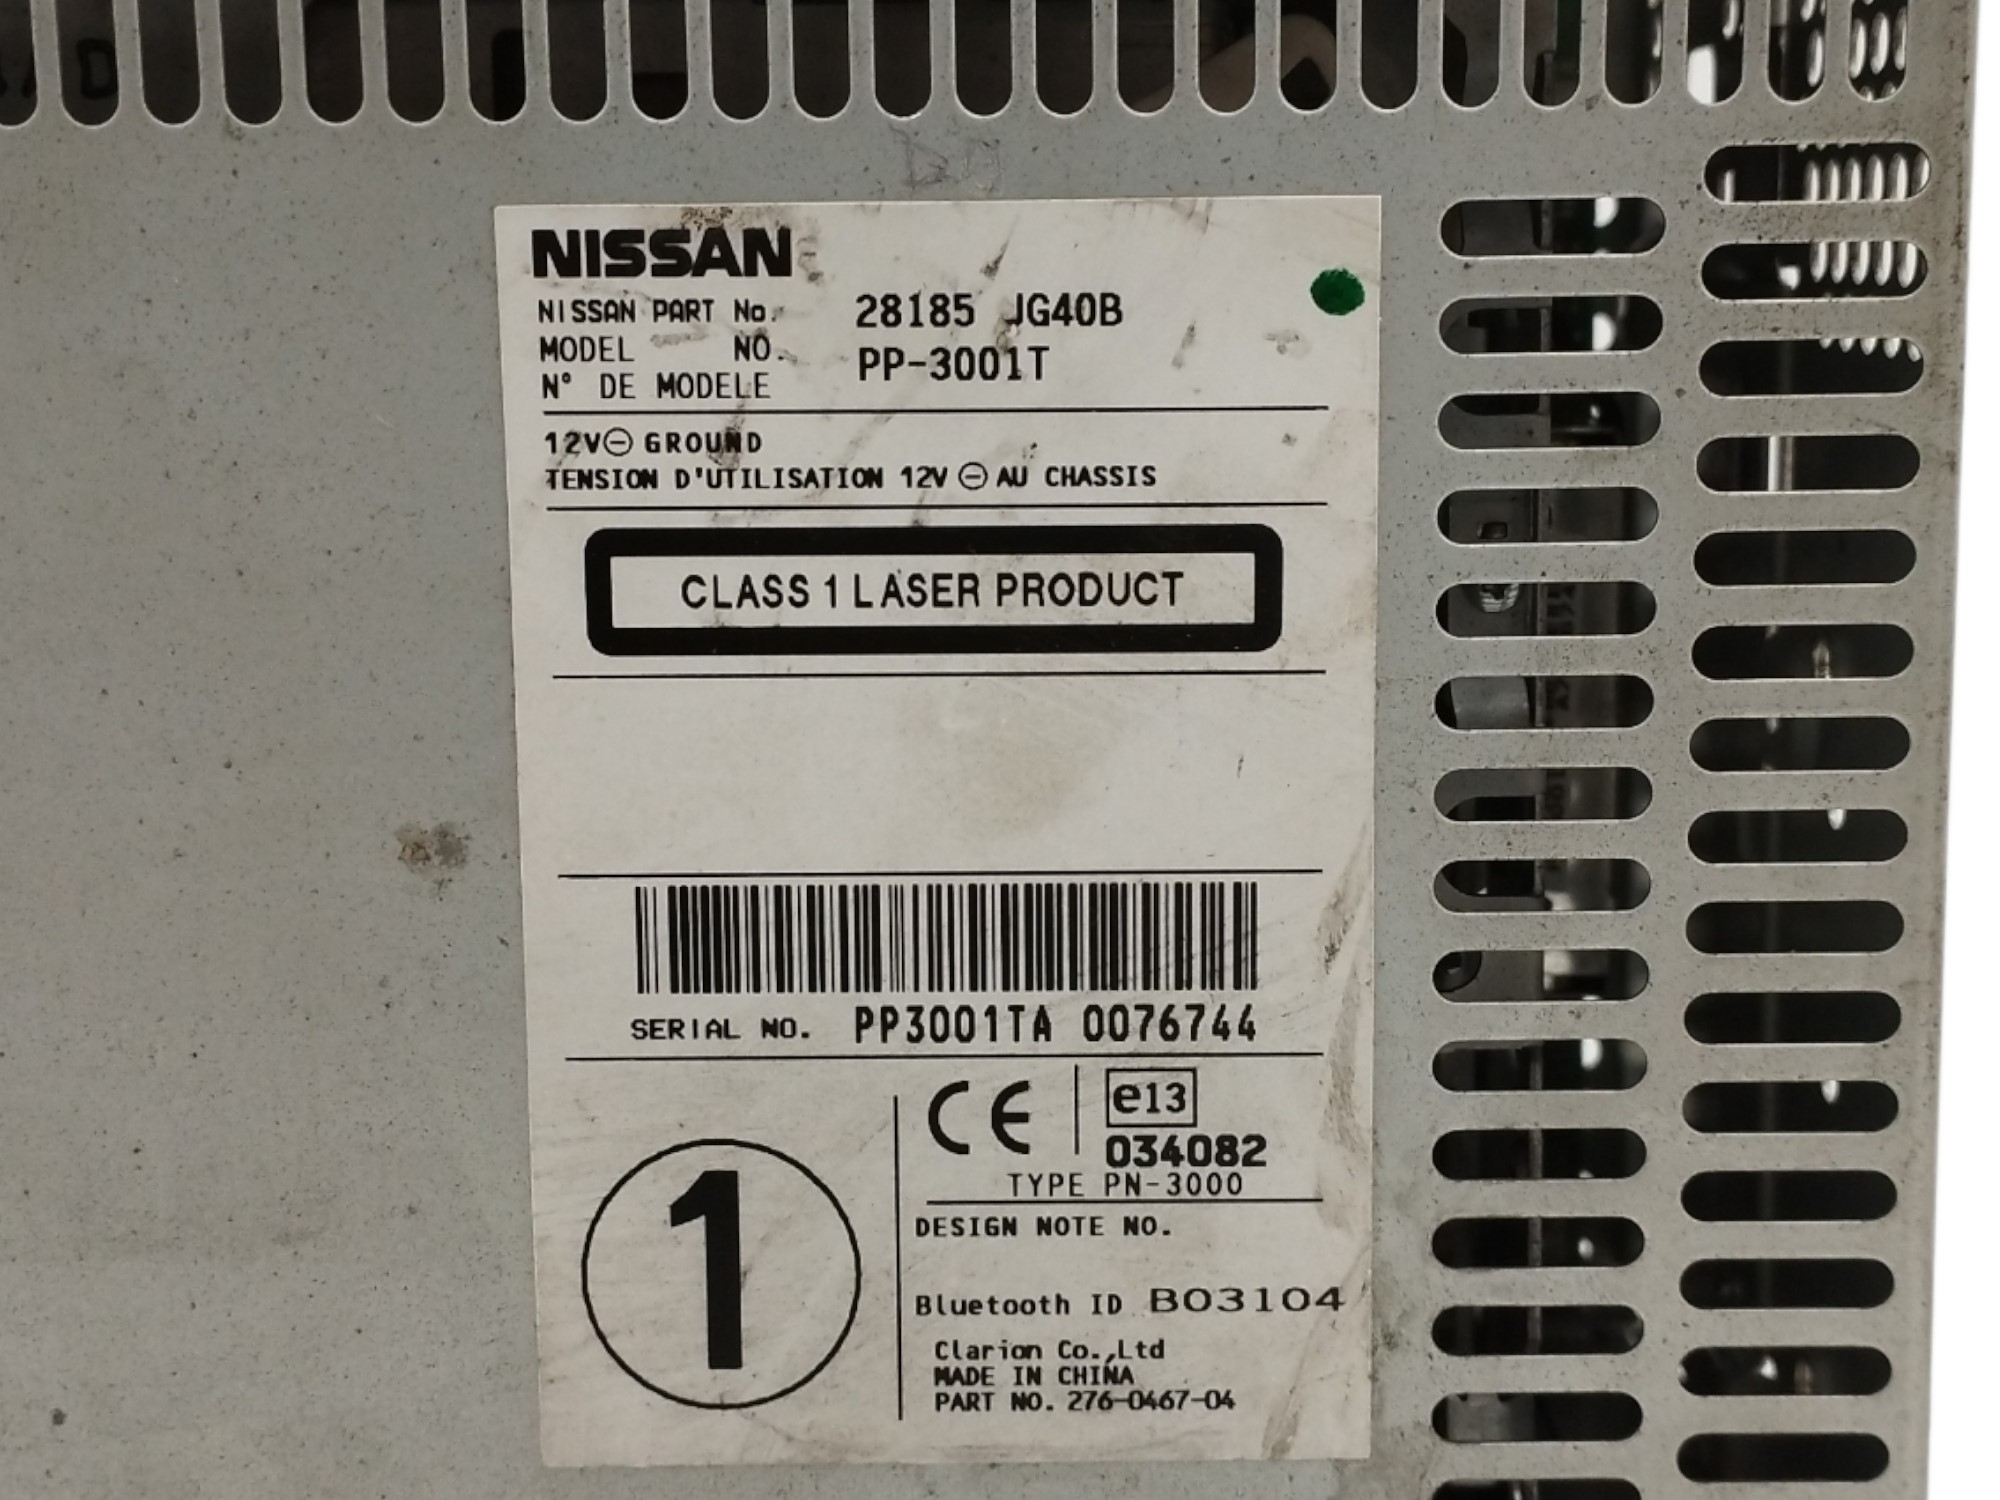 NISSAN
NISSAN PART No. 28185 JG40B
MODEL NO. PP-3001T
N° DE MODELE
12V⊖ GROUND
TENSION D'UTILISATION 12V ⊖ AU CHASSIS
CLASS 1 LASER PRODUCT
SERIAL NO. PP3001TA 0076744
CE e13
034082
TYPE PN-3000
1
DESIGN NOTE NO.
Bluetooth ID B03104
Clarion Co.,Ltd
MADE IN CHINA
PART NO. 276-0467-04